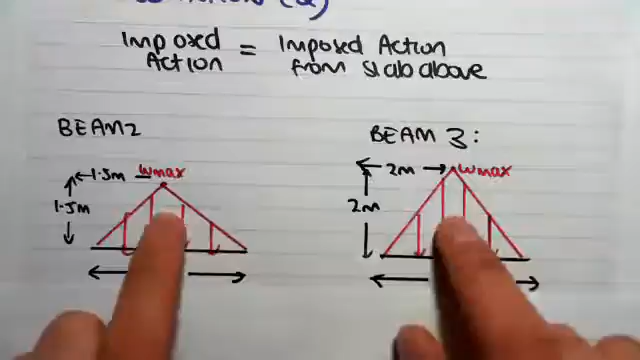 Imposed Action = Imposed Action from slab above
BEAM 2
BEAM 3:
1.5m
wmax
2m
wmax
1.5m
2m